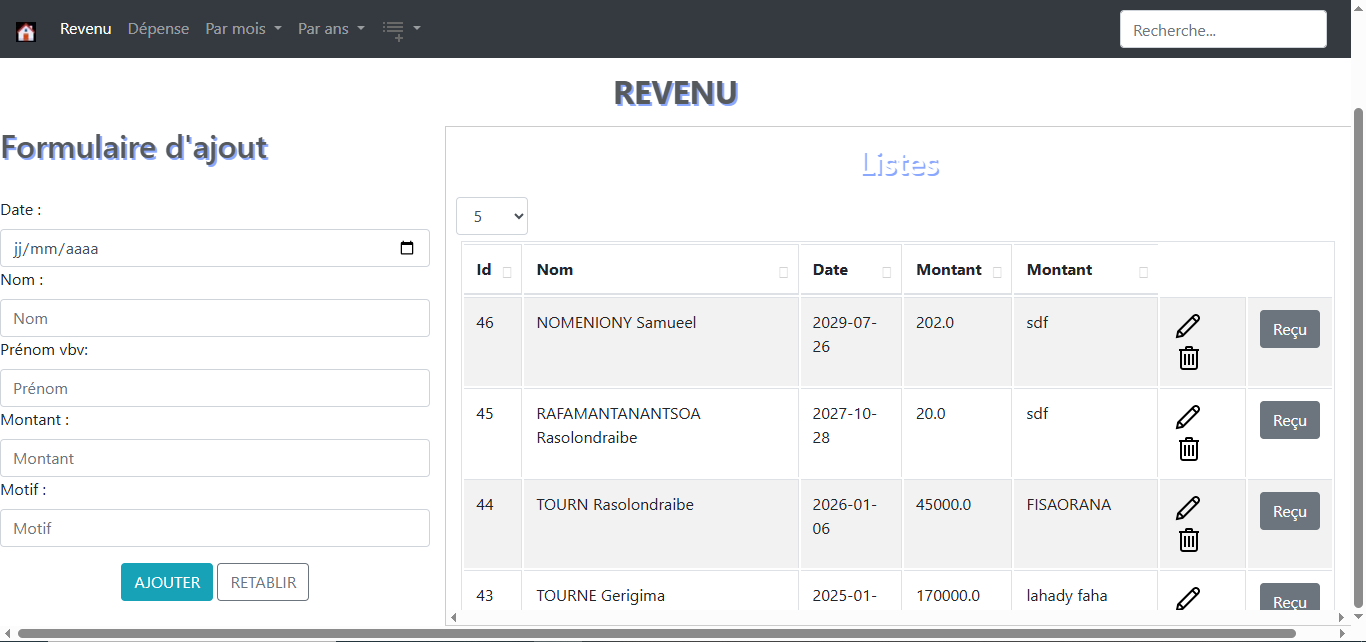 Revenu Dépense Par mois Par ans Recherche...
REVENU
Formulaire d'ajout
Date :
jj/mm/aaaa
Nom :
Nom
Prénom vbv:
Prénom
Montant :
Montant
Motif :
Motif
AJOUTER RETABLIR
Listes
5
Id Nom Date Montant Montant
46 NOMENIONY Samueel 2029-07- 202.0 sdf Reçu
26
45 RAFAMANTANANTSOA 2027-10- 20.0 sdf Reçu
Rasolondraibe 28
44 TOURN Rasolondraibe 2026-01- 45000.0 FISAORANA Reçu
06
43 TOURNE Gerigima 2025-01- 170000.0 lahady faha Reçu